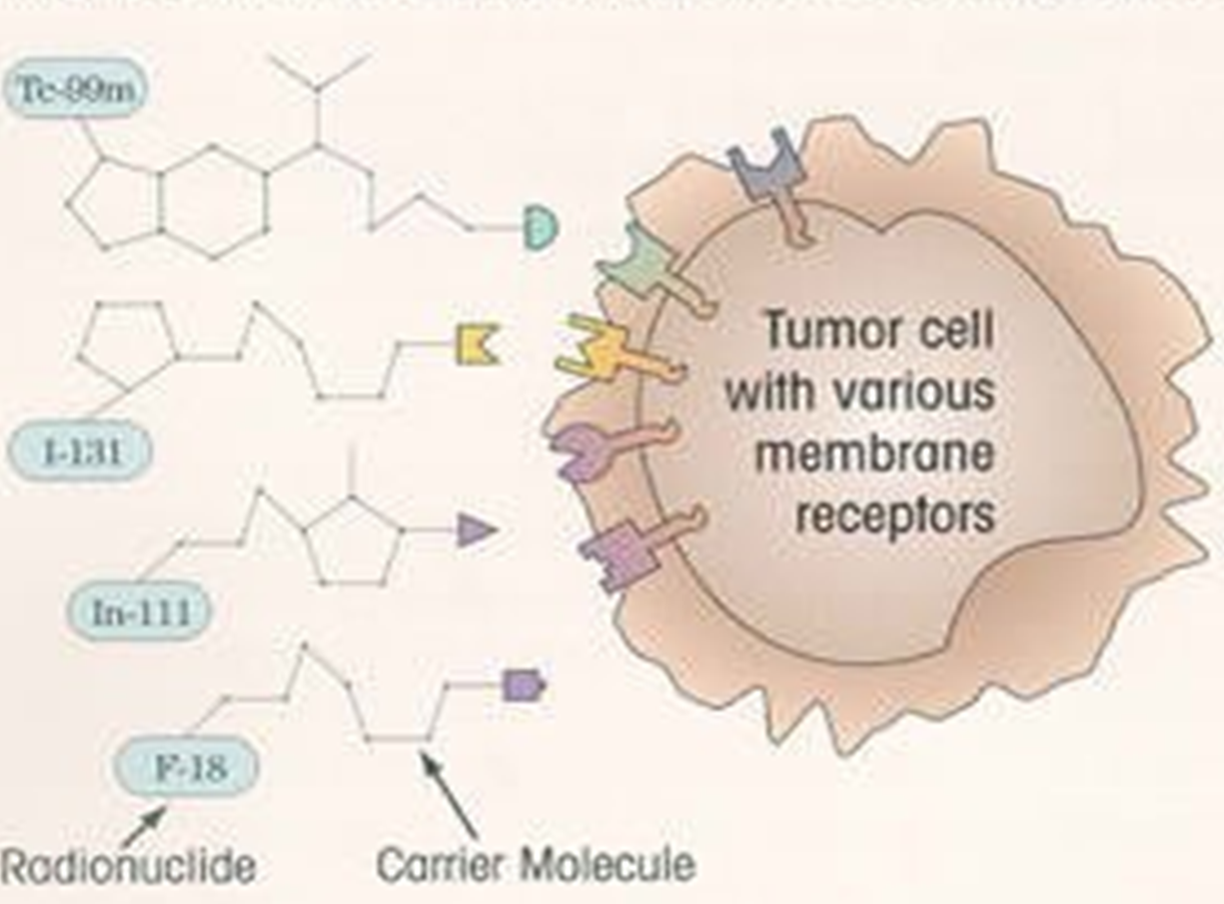 Tc-99m
I-131
In-111
F-18
Radionuclide
Carrier Molecule
Tumor cell
with various
membrane
receptors